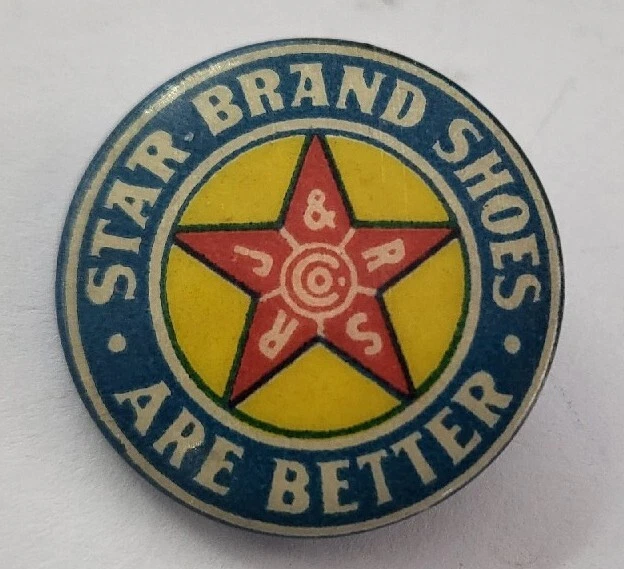 STAR BRAND SHOES
ARE BETTER
R
J
&
R
S
Co.